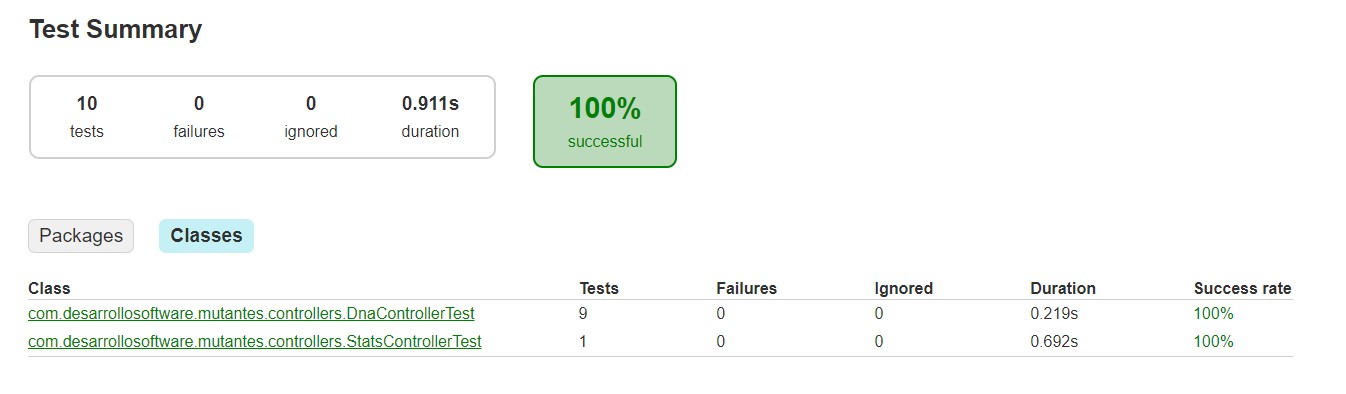 Test Summary
10 0 0 0.911s
tests failures ignored duration
100%
successful
Packages Classes
Class Tests Failures Ignored Duration Success rate
com.desarrollosoftware.mutantes.controllers.DnaControllerTest 9 0 0 0.219s 100%
com.desarrollosoftware.mutantes.controllers.StatsControllerTest 1 0 0 0.692s 100%